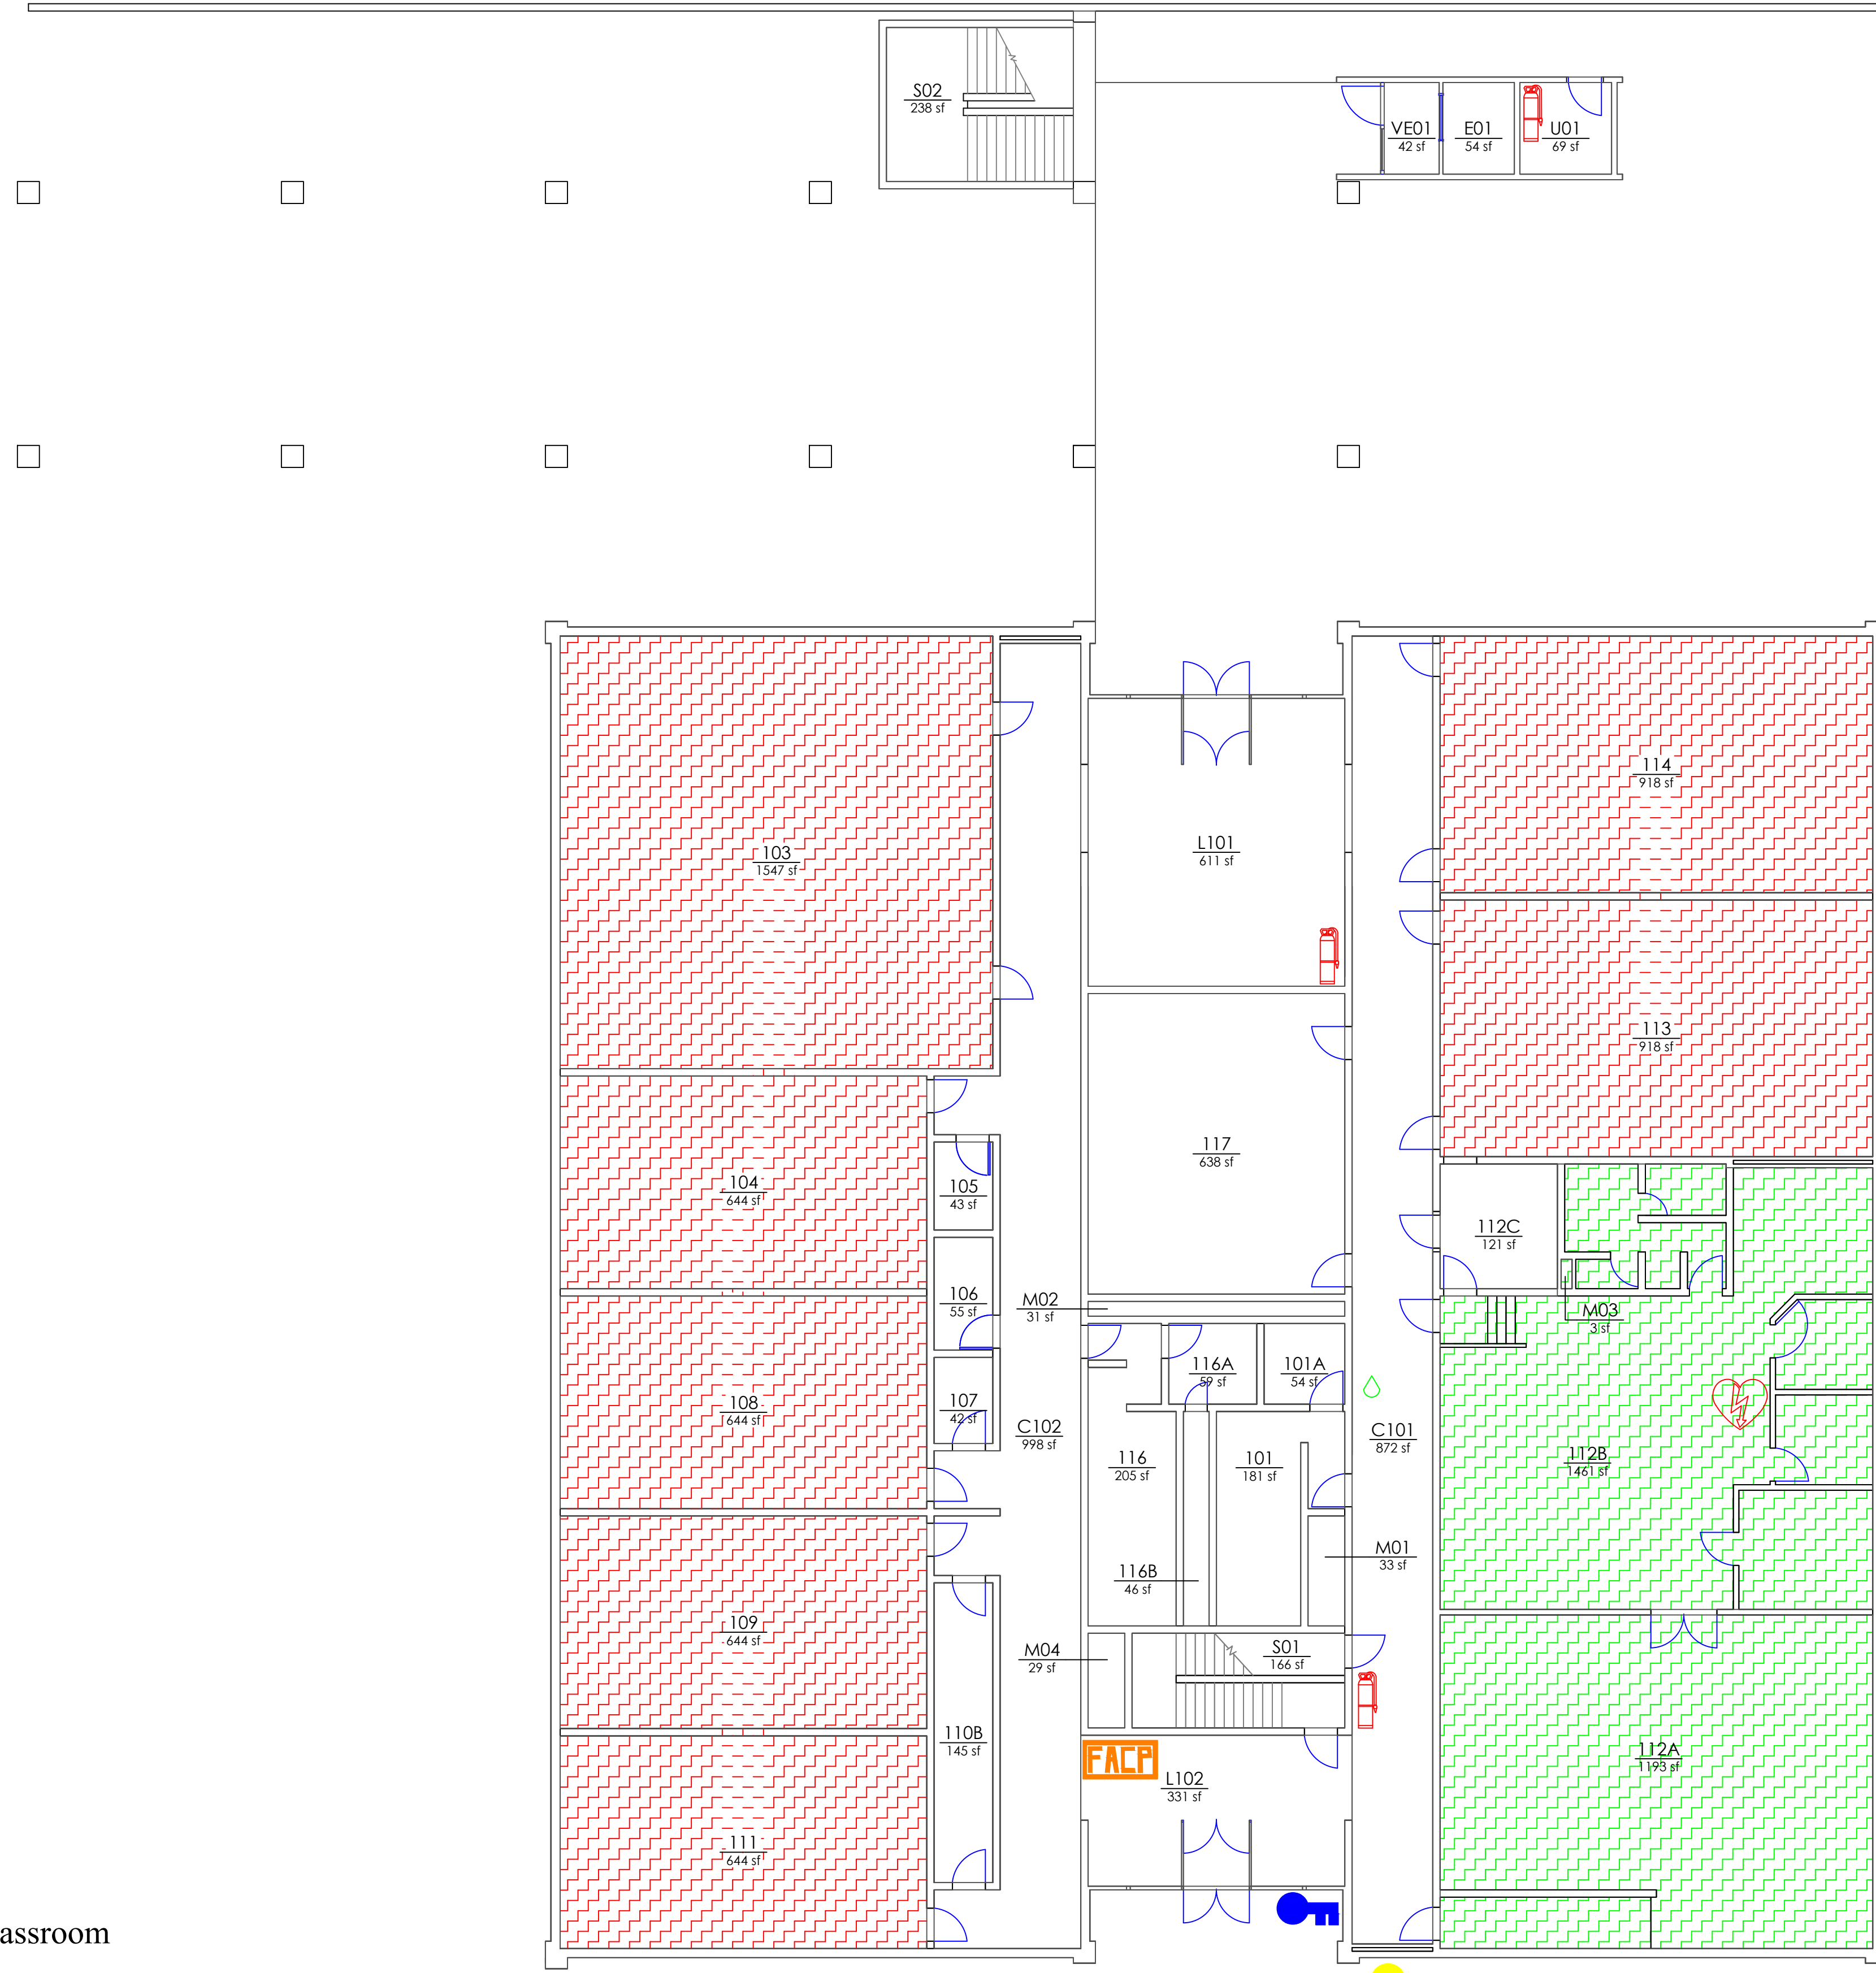 S02
238 sf
VE01
42 sf
E01
54 sf
U01
69 sf
114
918 sf
L101
611 sf
103
1547 sf
113
918 sf
117
638 sf
104
644 sf
105
43 sf
112C
121 sf
106
55 sf
M02
31 sf
M03
3 sf
116A
59 sf
101A
54 sf
107
42 sf
108
644 sf
C102
998 sf
C101
872 sf
116
205 sf
101
181 sf
112B
1461 sf
M01
33 sf
116B
46 sf
109
644 sf
M04
29 sf
S01
166 sf
110B
145 sf
FACP
L102
331 sf
112A
1193 sf
111
644 sf
assroom